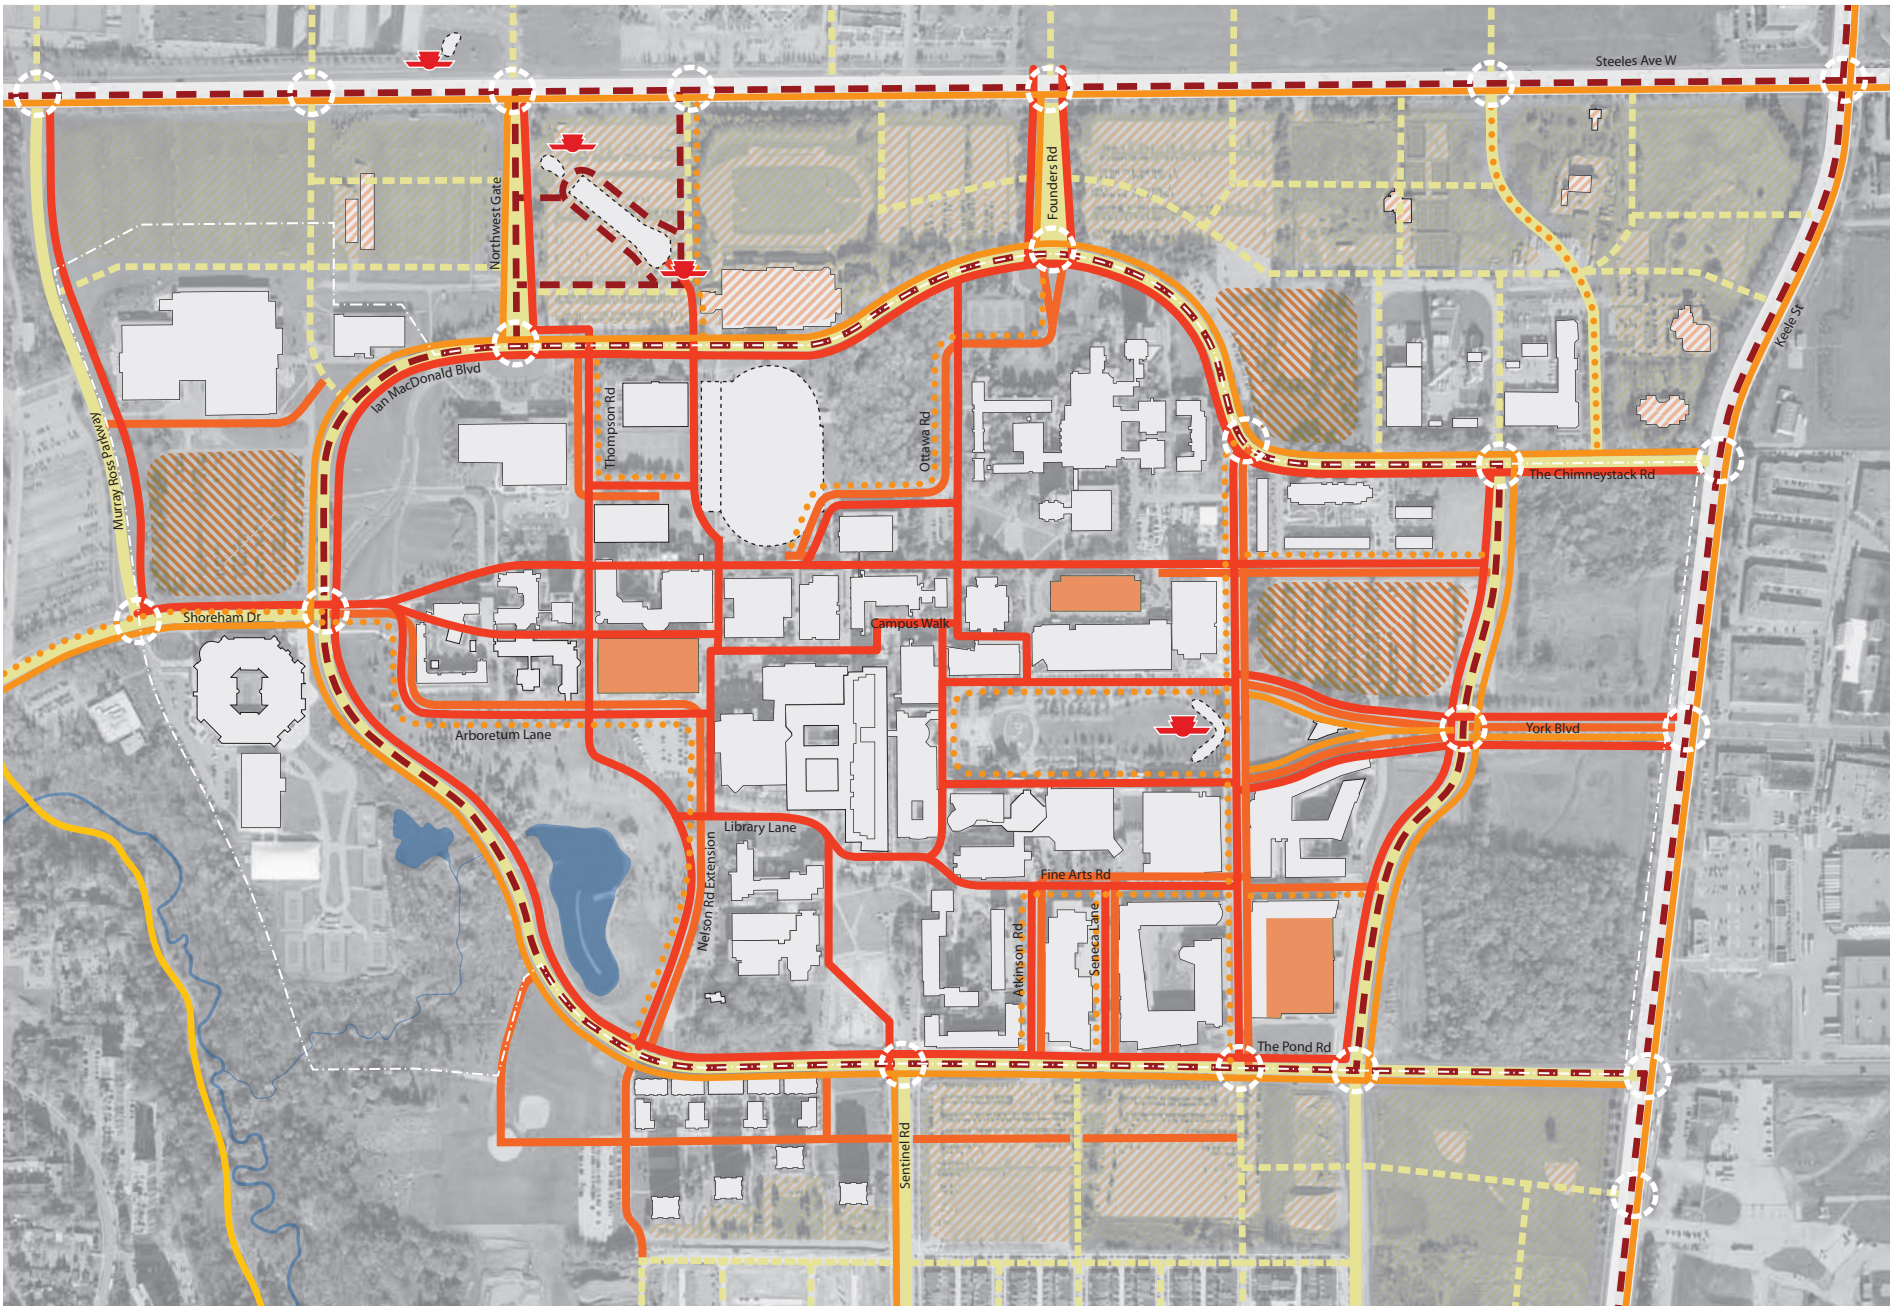 Steeles Ave W
Founders Rd
Northwest Gate
Keele St
Ian MacDonald Blvd
Thompson Rd
Ottawa Rd
Murray Ross Parkway
The Chimneystack Rd
Shoreham Dr
Campus Walk
York Blvd
Arboretum Lane
Library Lane
Nelson Rd Extension
Fine Arts Rd
Atkinson Rd
Seneca Lane
The Pond Rd
Sentinel Rd